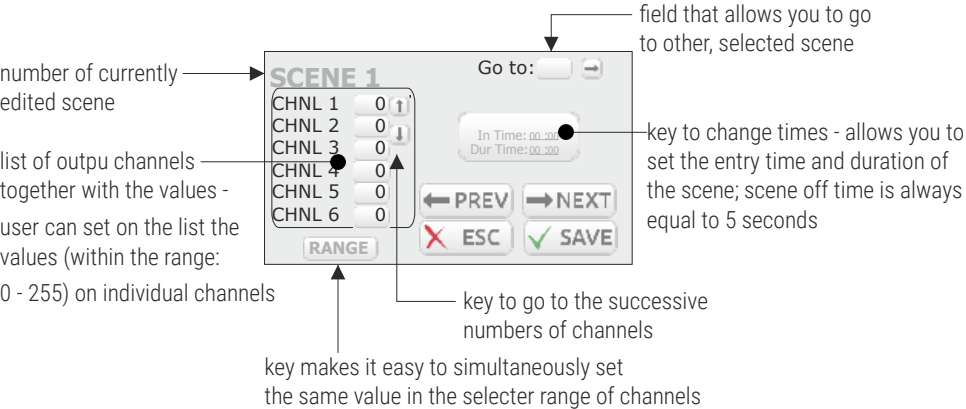 field that allows you to go
to other, selected scene
number of currently
edited scene
SCENE 1
Go to:
CHNL 1 0
CHNL 2 0
CHNL 3 0
CHNL 4 0
CHNL 5 0
CHNL 6 0
In Time: 00 :00
Dur Time: 00 :00
PREV
NEXT
ESC
SAVE
RANGE
list of outpu channels
together with the values -
user can set on the list the
values (within the range:
0 - 255) on individual channels
key to change times - allows you to
set the entry time and duration of
the scene; scene off time is always
equal to 5 seconds
key to go to the successive
numbers of channels
key makes it easy to simultaneously set
the same value in the selecter range of channels